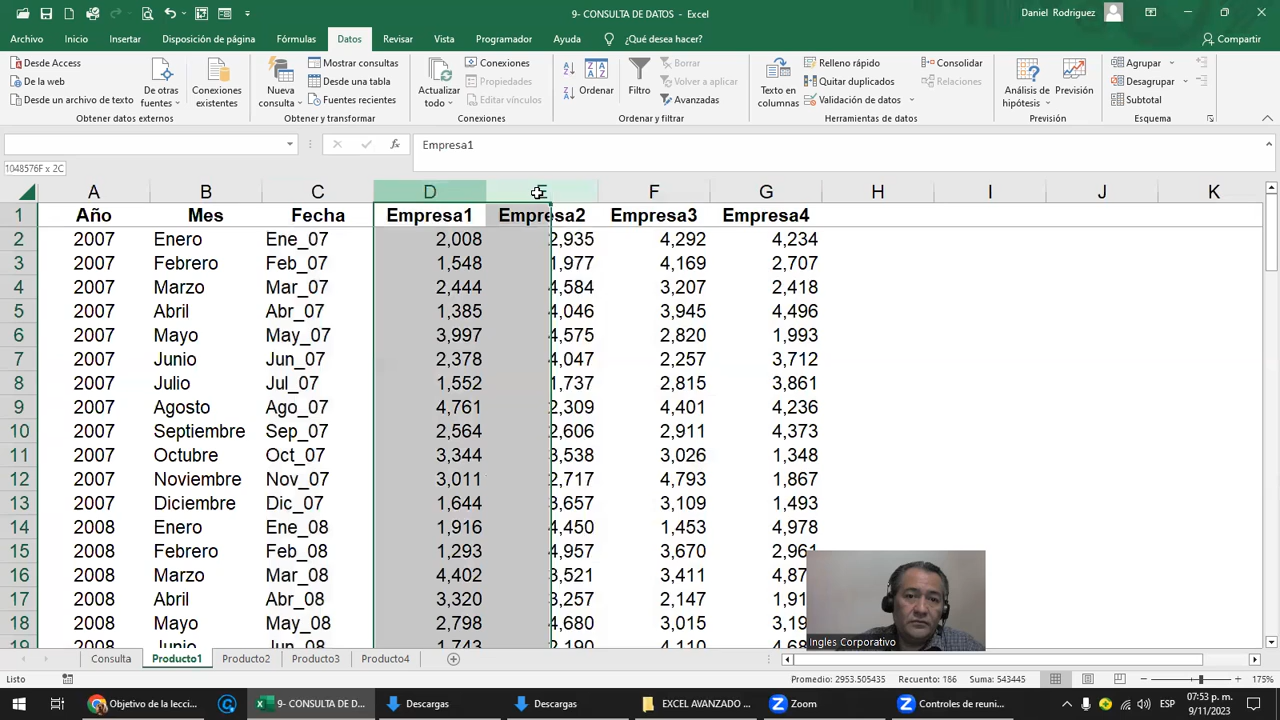 9- CONSULTA DE DATOS - Excel
Daniel Rodriguez
Archivo Inicio Insertar Disposición de página Fórmulas Datos Revisar Vista Programador Ayuda ¿Qué desea hacer? Compartir
Desde Access
De la web
Desde un archivo de texto
De otras fuentes
Conexiones existentes
Obtener datos externos
Nueva consulta
Mostrar consultas
Desde una tabla
Fuentes recientes
Obtener y transformar
Actualizar todo
Conexiones
Propiedades
Editar vínculos
Conexiones
Ordenar
Filtro
Borrar
Volver a aplicar
Avanzadas
Ordenar y filtrar
Texto en columnas
Relleno rápido
Quitar duplicados
Validación de datos
Consolidar
Relaciones
Herramientas de datos
Análisis de hipótesis
Previsión
Previsión
Agrupar
Desagrupar
Subtotal
Esquema
Empresa1
1048576F x 2C
A B C D E F G H I J K
1 Año Mes Fecha Empresa1 Empresa2 Empresa3 Empresa4
2 2007 Enero Ene_07 2,008 2,935 4,292 4,234
3 2007 Febrero Feb_07 1,548 1,977 4,169 2,707
4 2007 Marzo Mar_07 2,444 4,584 3,207 2,418
5 2007 Abril Abr_07 1,385 4,046 3,945 4,496
6 2007 Mayo May_07 3,997 4,575 2,820 1,993
7 2007 Junio Jun_07 2,378 4,047 2,257 3,712
8 2007 Julio Jul_07 1,552 1,737 2,815 3,861
9 2007 Agosto Ago_07 4,761 2,309 4,401 4,236
10 2007 Septiembre Sep_07 2,564 2,606 2,911 4,373
11 2007 Octubre Oct_07 3,344 3,538 3,026 1,348
12 2007 Noviembre Nov_07 3,011 2,717 4,793 1,867
13 2007 Diciembre Dic_07 1,644 3,657 3,109 1,493
14 2008 Enero Ene_08 1,916 4,450 1,453 4,978
15 2008 Febrero Feb_08 1,293 4,957 3,670 2,961
16 2008 Marzo Mar_08 4,402 3,521 3,411 4,87
17 2008 Abril Abr_08 3,320 3,257 2,147 1,91
18 2008 Mayo May_08 2,798 4,680 3,015 3,19
Ingles Corporativo
Consulta Producto1 Producto2 Producto3 Producto4
Listo
Promedio: 2953.505435 Recuento: 186 Suma: 543445
175%
Objetivo de la lecci...
9- CONSULTA DE D...
Descargas
Descargas
EXCEL AVANZADO ...
Zoom
Controles de reuni...
ESP
07:53 p. m.
9/11/2023